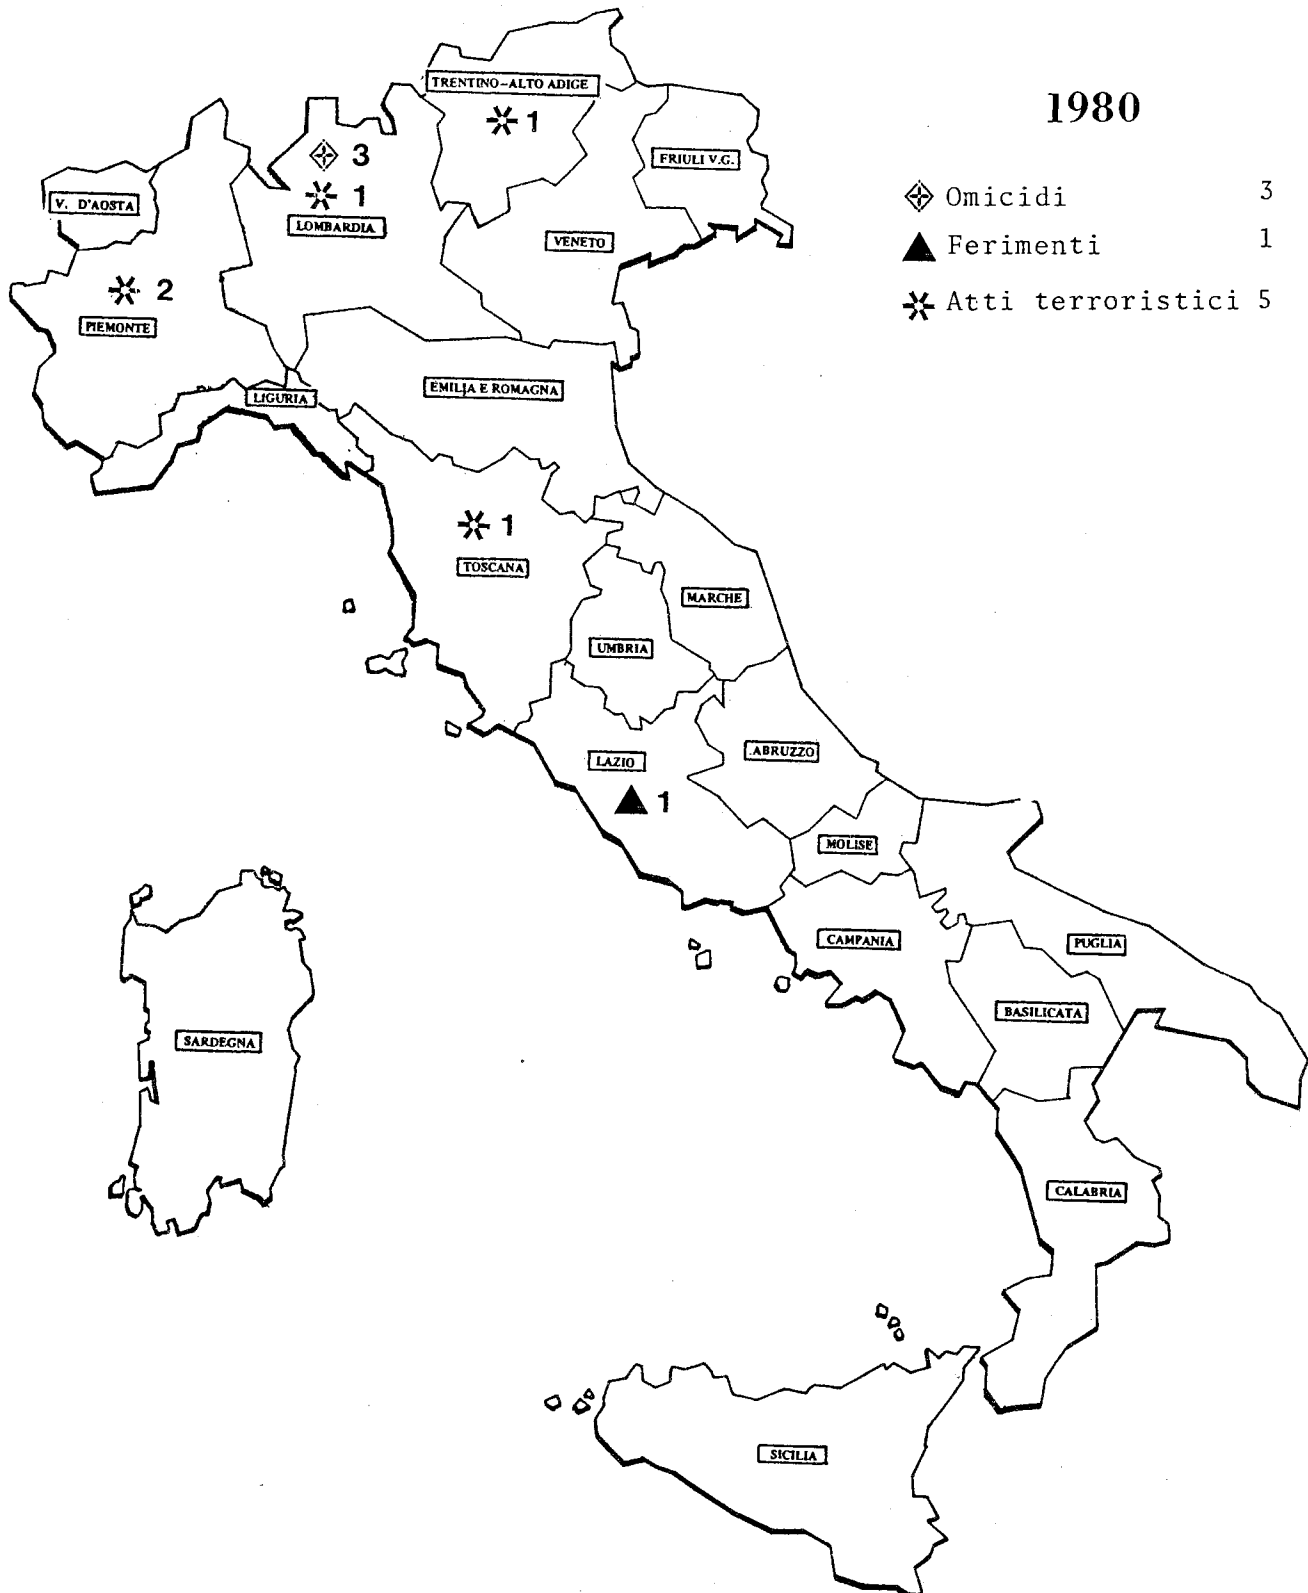 1980
Omicidi 3
Ferimenti 1
Atti terroristici 5
TRENTINO-ALTO ADIGE
1
FRIULI V.G.
3
1
LOMBARDIA
V. D'AOSTA
VENETO
2
PIEMONTE
EMILIA E ROMAGNA
LIGURIA
1
TOSCANA
MARCHE
UMBRIA
ABRUZZO
LAZIO
1
MOLISE
CAMPANIA
PUGLIA
BASILICATA
SARDEGNA
CALABRIA
SICILIA